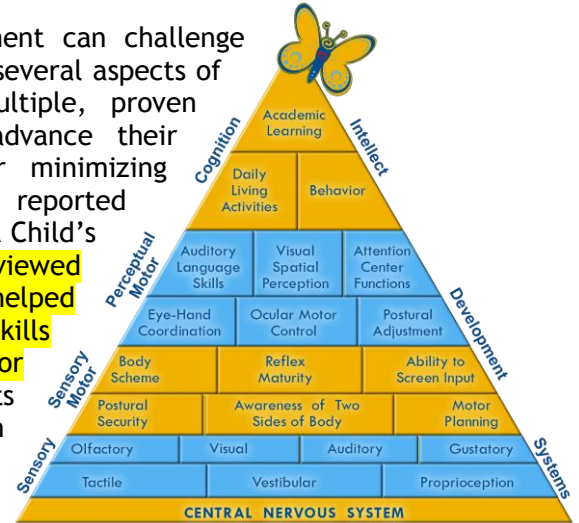 ment can challenge
several aspects of
ultiple, proven
advance their
r minimizing
reported
Child's
viewed
helped
kills
or
ts
Cognition
Intellect
Perceptual
Motor
Development
Sensory
Motor
Sensory
Systems
Academic
Learning
Daily
Living
Activities
Behavior
Auditory
Language
Skills
Visual
Spatial
Perception
Attention
Center
Functions
Eye-Hand
Coordination
Ocular Motor
Control
Postural
Adjustment
Body
Scheme
Reflex
Maturity
Ability to
Screen Input
Postural
Security
Awareness of Two
Sides of Body
Motor
Planning
Olfactory
Visual
Auditory
Gustatory
Tactile
Vestibular
Proprioception
CENTRAL NERVOUS SYSTEM